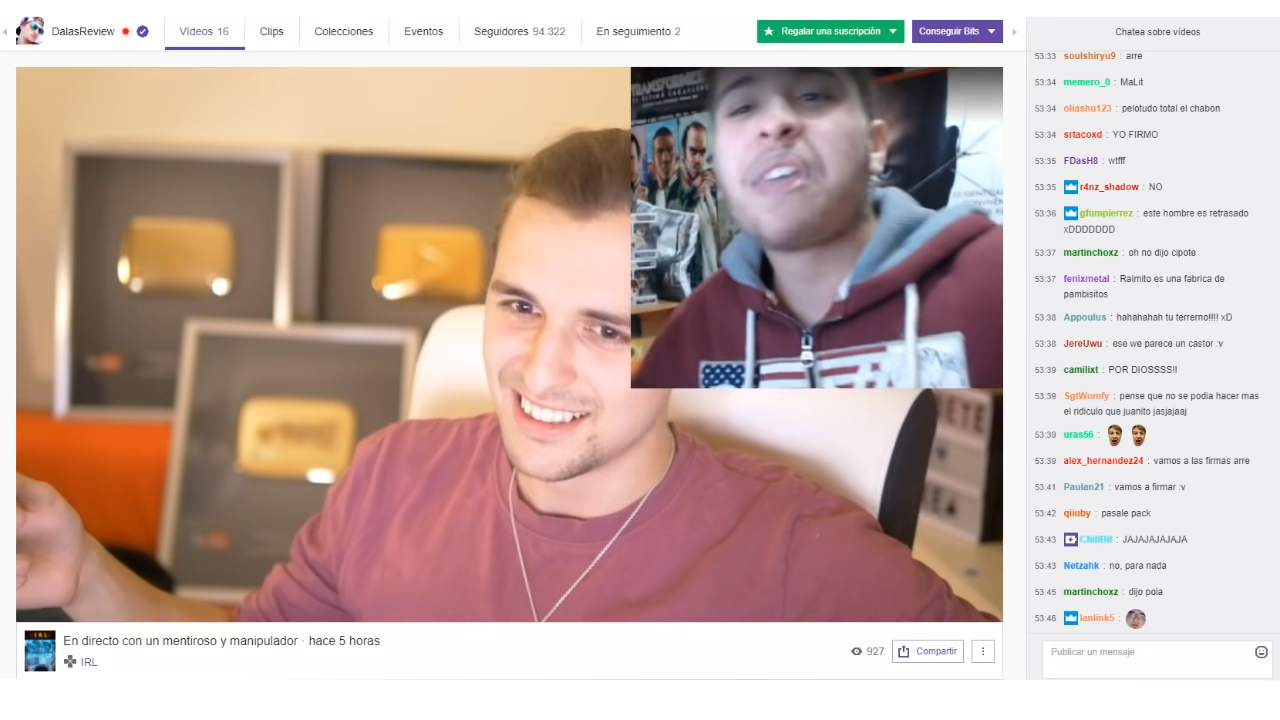 DalasReview
Vídeos 16
Clips
Colecciones
Eventos
Seguidores 94.322
En seguimiento 2
Regalar una suscripción
Conseguir Bits
Chatea sobre vídeos
TRANSFORMERS
53:33 soulshiryu9 : arre
53:34 memero_0 : MaLit
53:34 oliashu123 : pelotudo total el chabon
53:34 srtacoxd : YO FIRMO
53:35 FDasH8 : wtfff
53:35 r4nz_shadow : NO
53:36 gfumpierrez : este hombre es retrasado
xDDDDDDD
53:37 martinchoxz : oh no dijo cipote
53:37 fenixmetal : Raimito es una fabrica de
pambisitos
53:38 Appoulus : hahahahah tu terrerno!!!! xD
53:38 JereUwu : ese we parece un castor :v
53:39 camilixt : POR DIOSSSS!!
53:39 SgtWomfy : pense que no se podia hacer mas
el ridiculo que juanito jasjajaaj
53:39 uras56 :
53:39 alex_hernandez24 : vamos a las firmas arre
53:41 Paulan21 : vamos a firmar :v
53:42 qiiuby : pasale pack
53:43 ChiliBit : JAJAJAJAJAJA
53:43 Netzahk : no, para nada
53:45 martinchoxz : dijo poia
53:46 Ianlink5 :
En directo con un mentiroso y manipulador · hace 5 horas
IRL
927
Compartir
Publicar un mensaje